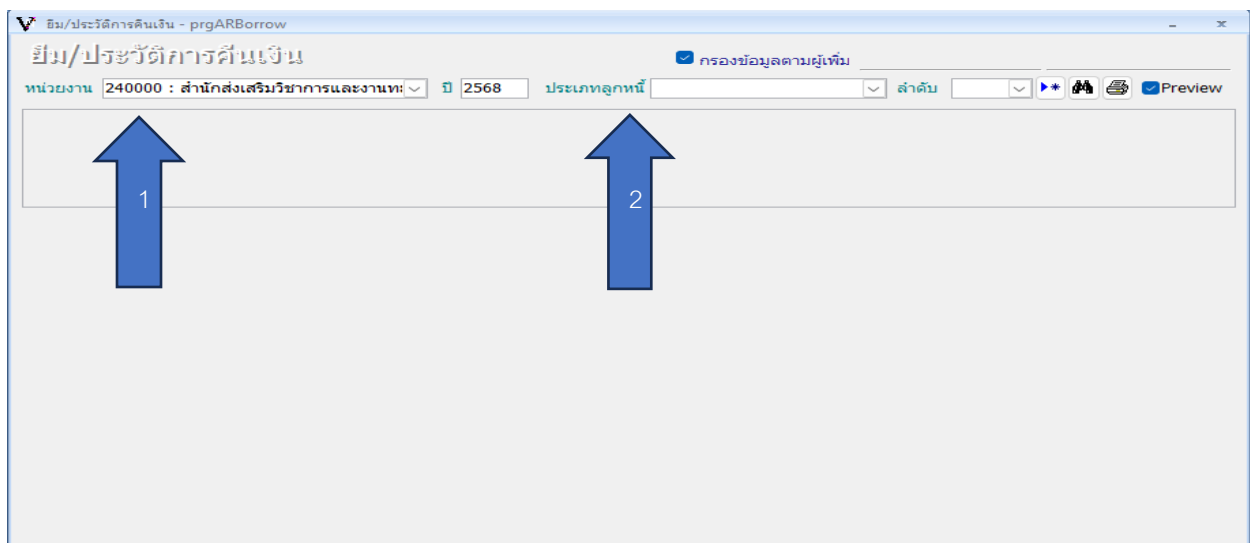 ยืม/ประวัติการคืนเงิน - prgARBorrow
ยืม/ประวัติการคืนเงิน
กรองข้อมูลตามผู้เพิ่ม
หน่วยงาน 240000 : สำนักส่งเสริมวิชาการและงานทะ ปี 2568 ประเภทลูกหนี้ ลำดับ Preview
1 2